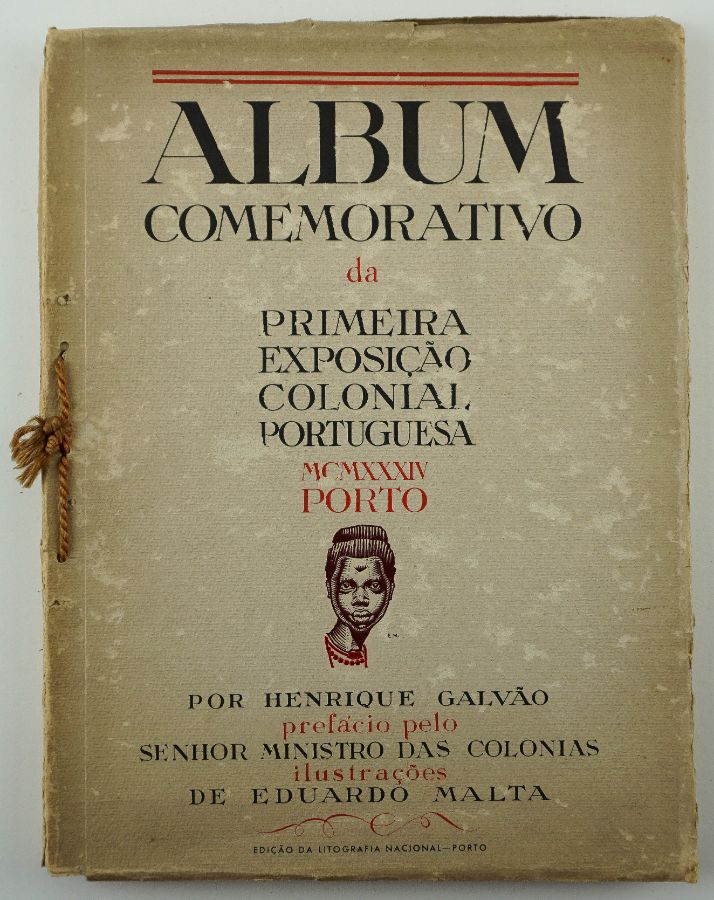 ALBUM
COMEMORATIVO
da
PRIMEIRA
EXPOSIÇÃO
COLONIAL
PORTUGUESA
MCMXXXIV
PORTO
E.M.
POR HENRIQUE GALVÃO
prefácio pelo
SENHOR MINISTRO DAS COLONIAS
ilustrações
DE EDUARDO MALTA
EDIÇÃO DA LITOGRAFIA NACIONAL—PORTO